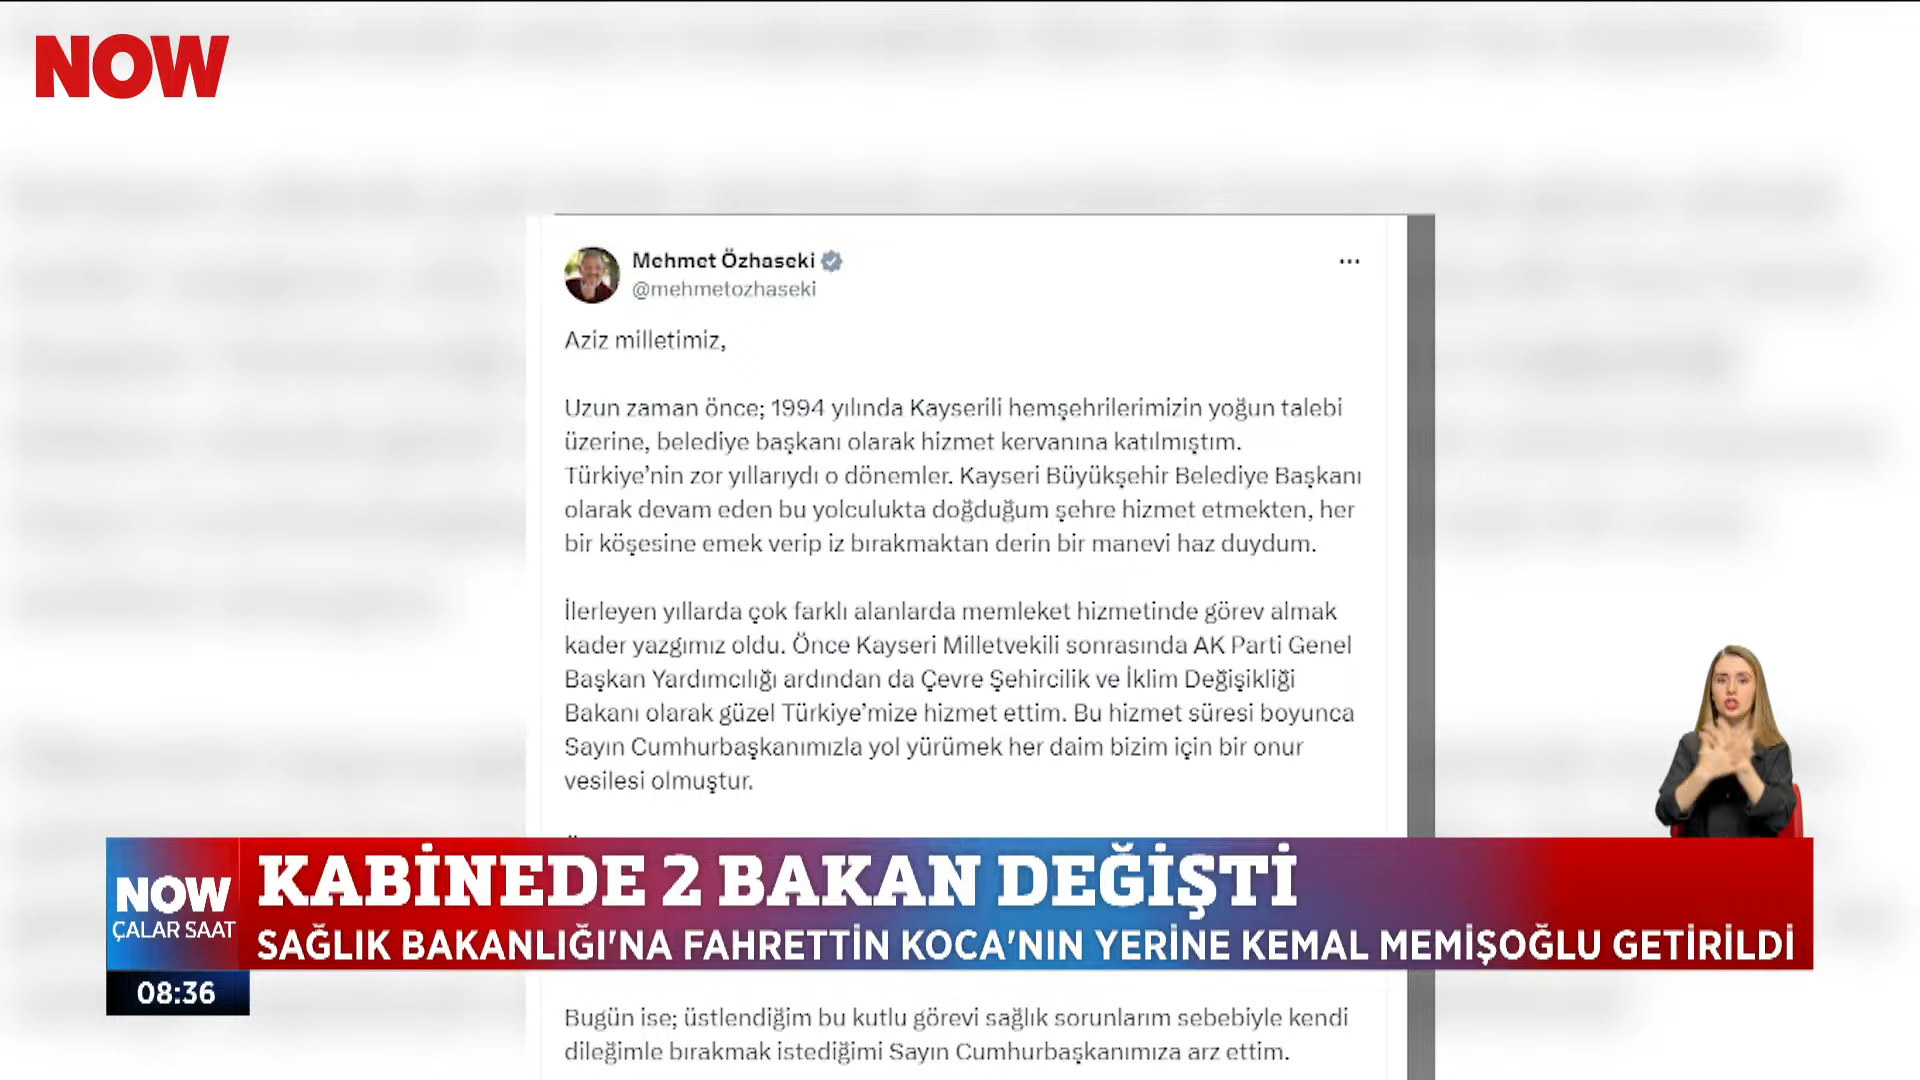 NOW
Mehmet Özhaseki
@mehmetozhaseki
Aziz milletimiz,
Uzun zaman önce; 1994 yılında Kayserili hemşehrilerimizin yoğun talebi
üzerine, belediye başkanı olarak hizmet kervanına katılmıştım.
Türkiye’nin zor yıllarıydı o dönemler. Kayseri Büyükşehir Belediye Başkanı
olarak devam eden bu yolculukta doğduğum şehre hizmet etmekten, her
bir köşesine emek verip iz bırakmaktan derin bir manevi haz duydum.
İlerleyen yıllarda çok farklı alanlarda memleket hizmetinde görev almak
kader yazgımız oldu. Önce Kayseri Milletvekili sonrasında AK Parti Genel
Başkan Yardımcılığı ardından da Çevre Şehircilik ve İklim Değişikliği
Bakanı olarak güzel Türkiye’mize hizmet ettim. Bu hizmet süresi boyunca
Sayın Cumhurbaşkanımızla yol yürümek her daim bizim için bir onur
vesilesi olmuştur.
NOW
ÇALAR SAAT
KABİNEDE 2 BAKAN DEĞİŞTİ
SAĞLIK BAKANLIĞI'NA FAHRETTİN KOCA'NIN YERİNE KEMAL MEMİŞOĞLU GETİRİLDİ
08:36
Bugün ise; üstlendiğim bu kutlu görevi sağlık sorunlarım sebebiyle kendi
dileğimle bırakmak istediğimi Sayın Cumhurbaşkanımıza arz ettim.